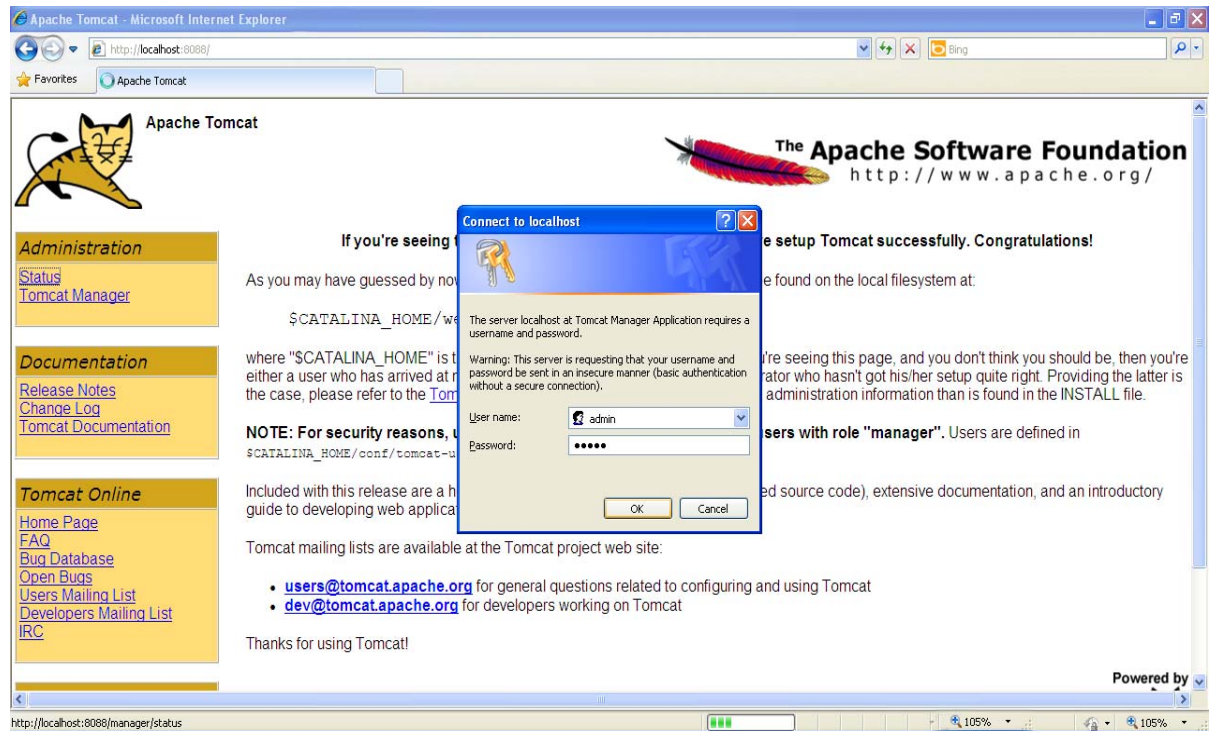 Apache Tomcat - Microsoft Internet Explorer
http://localhost:8088/
Bing
Favorites
Apache Tomcat
Apache Tomcat
The Apache Software Foundation
http://www.apache.org/
Administration
Status
Tomcat Manager
Documentation
Release Notes
Change Log
Tomcat Documentation
Tomcat Online
Home Page
FAQ
Bug Database
Open Bugs
Users Mailing List
Developers Mailing List
IRC
If you're seeing
e setup Tomcat successfully. Congratulations!
As you may have guessed by
e found on the local filesystem at:
$CATALINA_HOME/we
where "$CATALINA_HOME" is t
're seeing this page, and you don't think you should be, then you're
either a user who has arrived at
rator who hasn't got his/her setup quite right. Providing the latter is
the case, please refer to the Tom
administration information than is found in the INSTALL file.
NOTE: For security reasons,
sers with role "manager". Users are defined in
$CATALINA_HOME/conf/tomcat-u
Included with this release are a h
ed source code), extensive documentation, and an introductory
guide to developing web applica
Tomcat mailing lists are available at the Tomcat project web site:
users@tomcat.apache.org for general questions related to configuring and using Tomcat
dev@tomcat.apache.org for developers working on Tomcat
Thanks for using Tomcat!
Powered by
Connect to localhost
The server localhost at Tomcat Manager Application requires a
username and password.
Warning: This server is requesting that your username and
password be sent in an insecure manner (basic authentication
without a secure connection).
User name:
admin
Password:
OK
Cancel
http://localhost:8088/manager/status
105%
105%